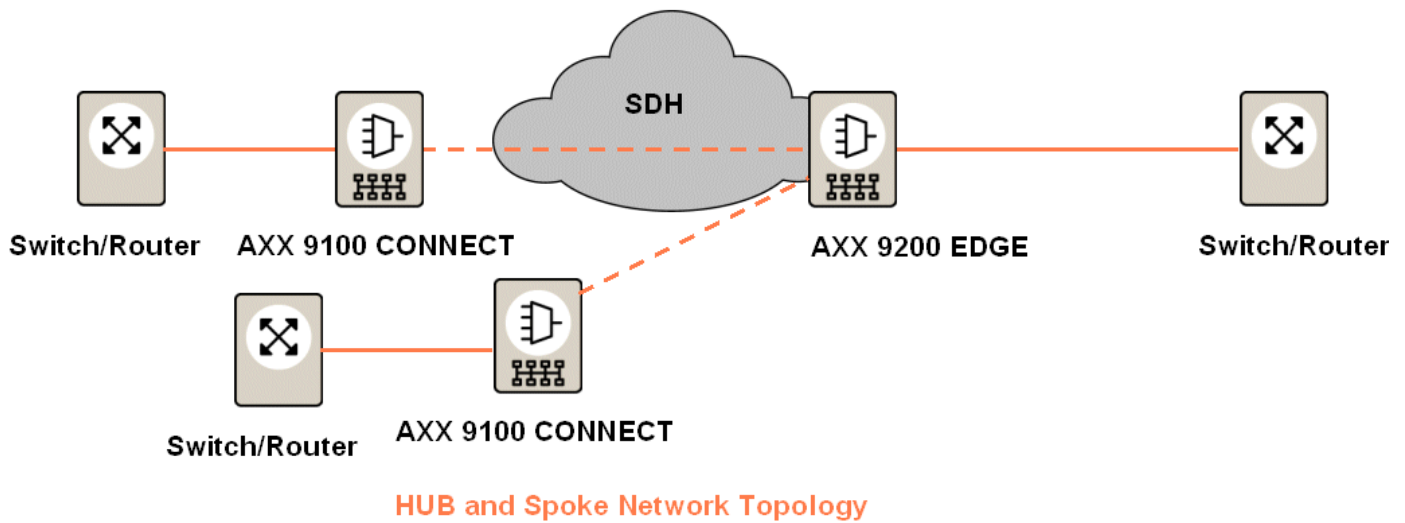 SDH
Switch/Router
AXX 9100 CONNECT
AXX 9200 EDGE
Switch/Router
Switch/Router
AXX 9100 CONNECT
HUB and Spoke Network Topology